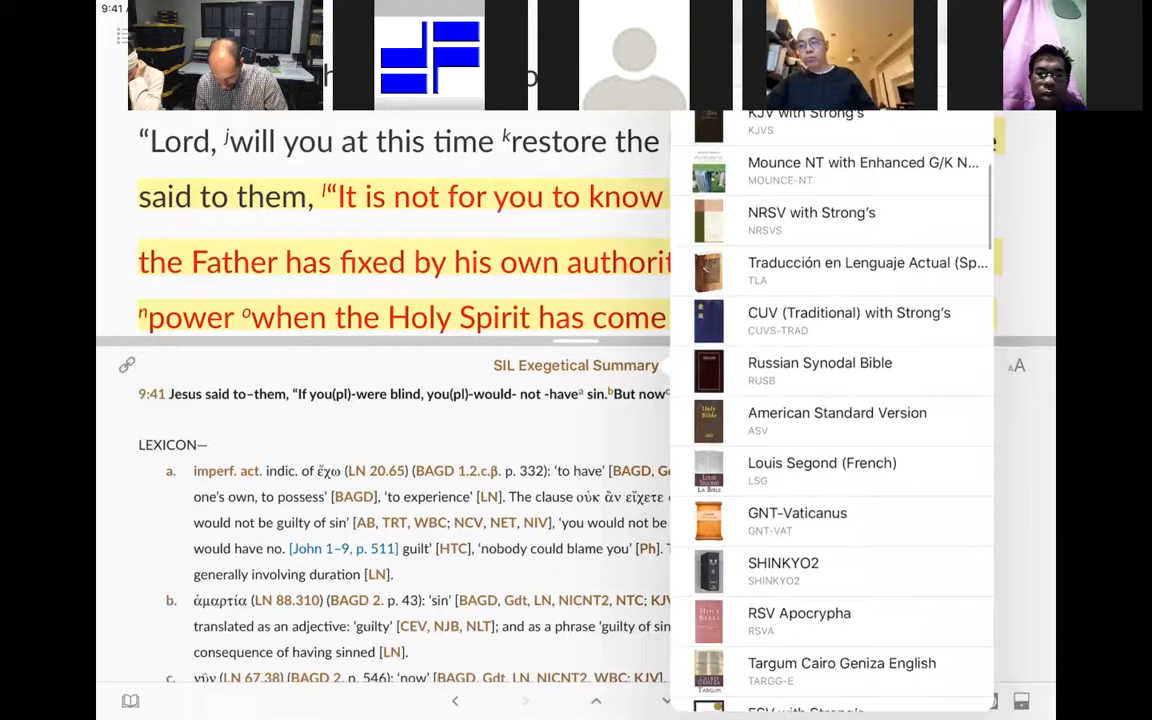 9:41
“Lord, jwill you at this time krestore the
said to them, l“It is not for you to know
the Father has fixed by his own authorit
npower owhen the Holy Spirit has come
SIL Exegetical Summary
AA
9:41 Jesus said to–them, “If you(pl)-were blind, you(pl)-would- not -havea sin.bBut nowc
LEXICON—
a. imperf. act. indic. of ἔχω (LN 20.65) (BAGD 1.2.c.β. p. 332): ‘to have’ [BAGD, G
one’s own, to possess’ [BAGD], ‘to experience’ [LN]. The clause οὐκ ἂν εἴχετε
would not be guilty of sin’ [AB, TRT, WBC; NCV, NET, NIV], ‘you would not be
would have no. [John 1–9, p. 511] guilt’ [HTC], ‘nobody could blame you’ [Ph].
generally involving duration [LN].
b. ἁμαρτία (LN 88.310) (BAGD 2. p. 43): ‘sin’ [BAGD, Gdt, LN, NICNT2, NTC; KJV
translated as an adjective: ‘guilty’ [CEV, NJB, NLT]; and as a phrase ‘guilty of sin
consequence of having sinned [LN].
c. νῦν (LN 67.38) (BAGD 2. p. 546): ‘now’ [BAGD, Gdt, LN, NICNT2, WBC; KJV],
KJV with Strong's
KJVS
Mounce NT with Enhanced G/K N...
MOUNCE-NT
NRSV with Strong's
NRSVS
Traducción en Lenguaje Actual (Sp...
TLA
CUV (Traditional) with Strong's
CUVS-TRAD
Russian Synodal Bible
RUSB
American Standard Version
ASV
Louis Segond (French)
LSG
GNT-Vaticanus
GNT-VAT
SHINKYO2
SHINKYO2
RSV Apocrypha
RSVA
Targum Cairo Geniza English
TARGG-E
ESV with Strong's